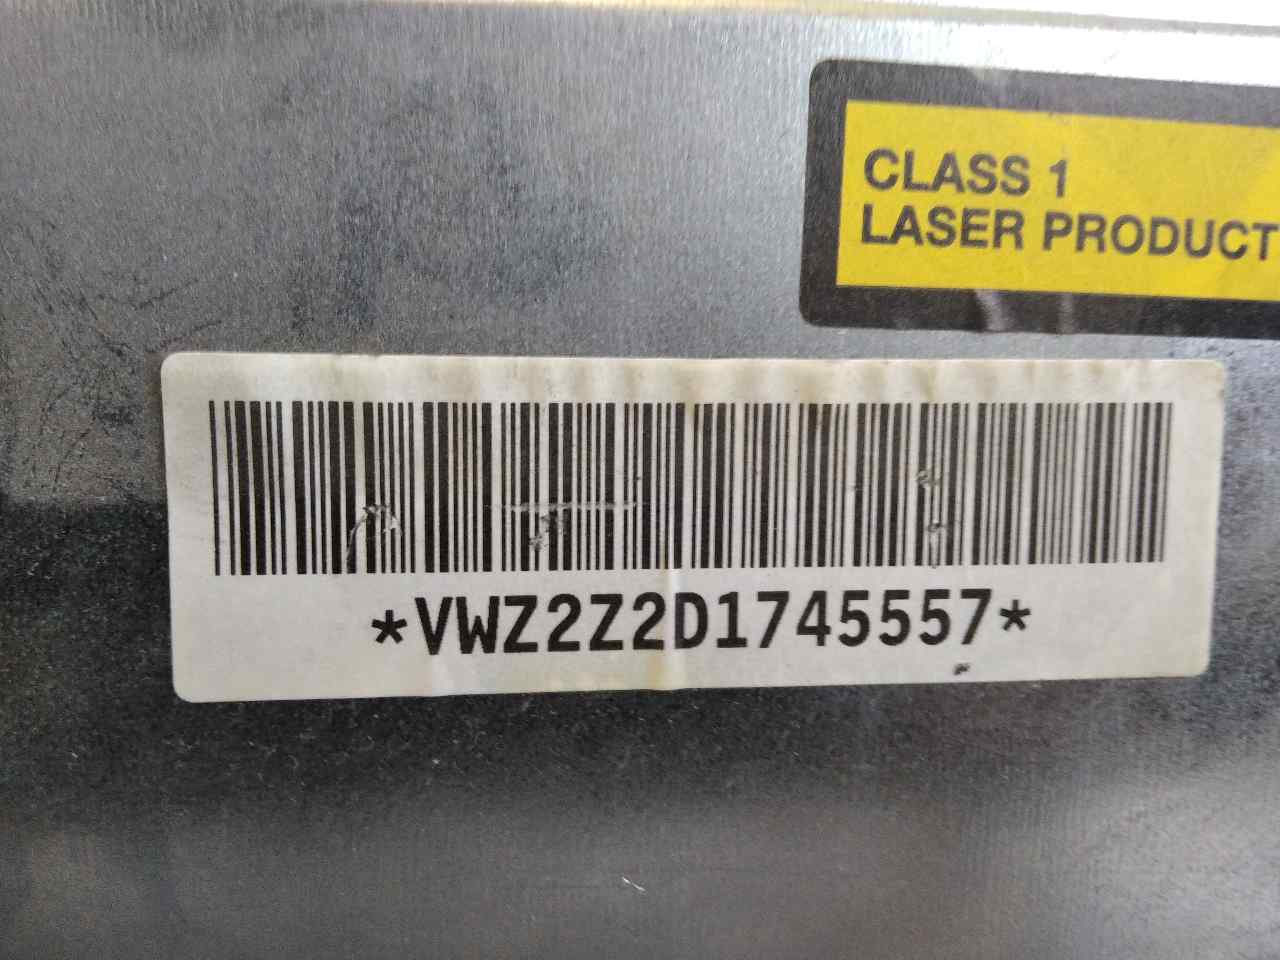 CLASS 1
LASER PRODUCT
*VWZ2Z2D1745557*